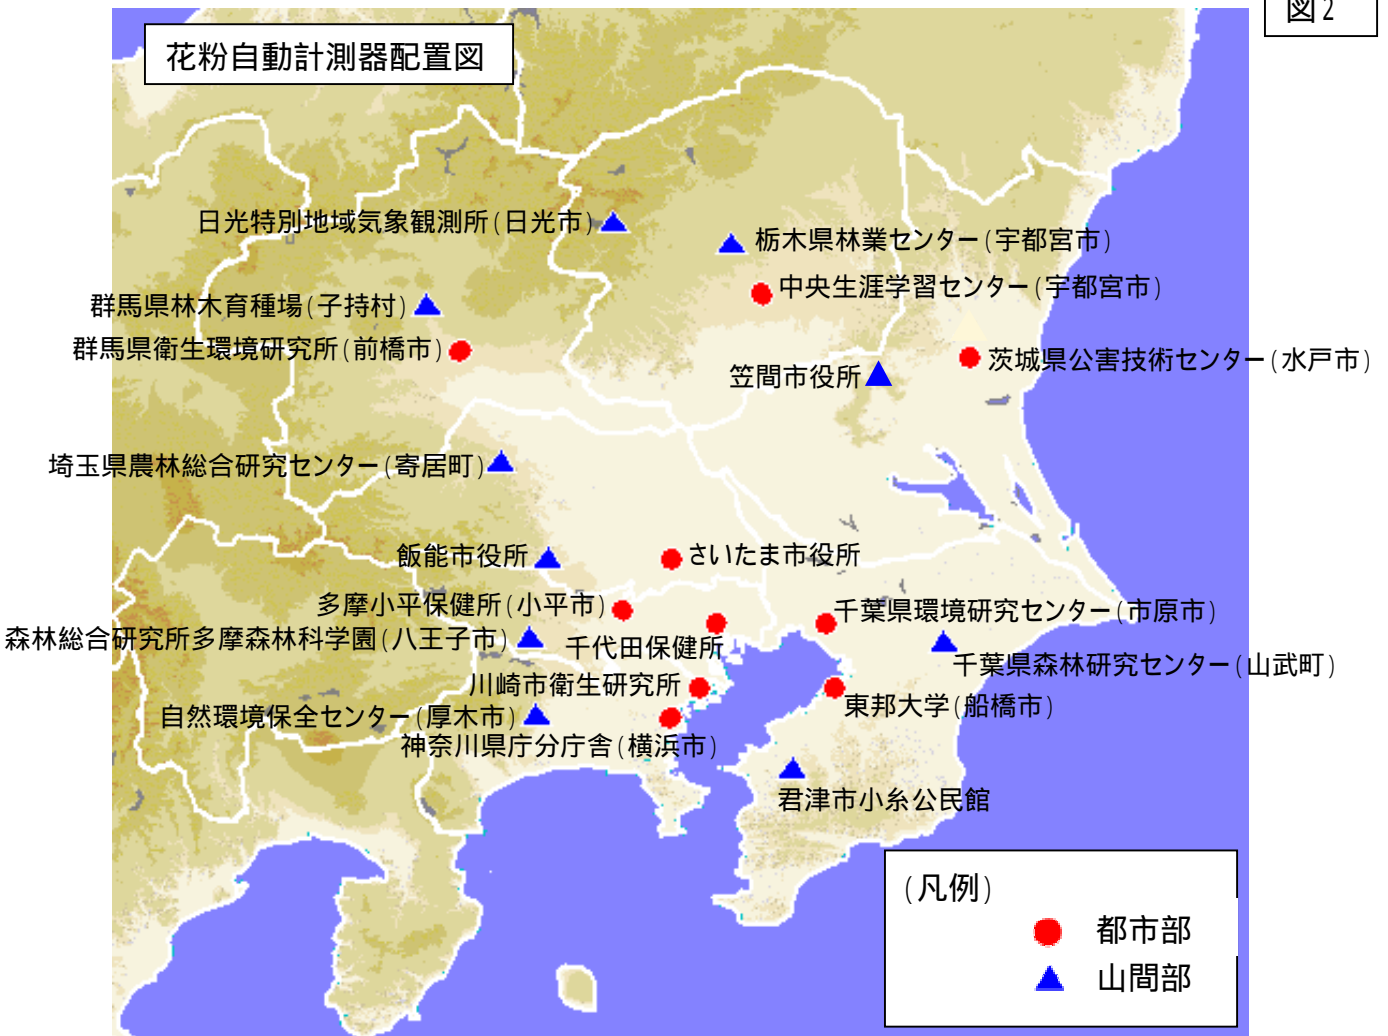 図2
花粉自動計測器配置図
日光特別地域気象観測所(日光市)
栃木県林業センター(宇都宮市)
中央生涯学習センター(宇都宮市)
群馬県林木育種場(子持村)
群馬県衛生環境研究所(前橋市)
茨城県公害技術センター(水戸市)
笠間市役所
埼玉県農林総合研究センター(寄居町)
飯能市役所
さいたま市役所
多摩小平保健所(小平市)
千葉県環境研究センター(市原市)
森林総合研究所多摩森林科学園(八王子市)
千代田保健所
千葉県森林研究センター(山武町)
川崎市衛生研究所
東邦大学(船橋市)
自然環境保全センター(厚木市)
神奈川県庁分庁舎(横浜市)
君津市小糸公民館
(凡例)
都市部
山間部